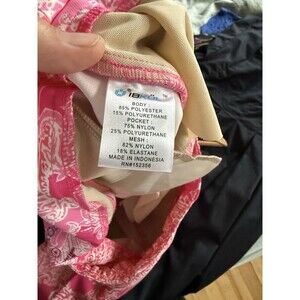 BODY :
85% POLYESTER
15% POLYURETHANE
POCKET :
75% NYLON
25% POLYURETHANE
MESH :
82% NYLON
18% ELASTANE
MADE IN INDONESIA
RN#152356